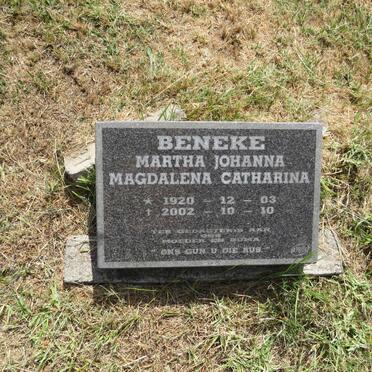 BENEKE
MARTHA JOHANNA
MAGDALENA CATHARINA
* 1920 - 12 - 03
† 2002 - 10 - 10
TER GEDAGTENIS AAN
ONS
MOEDER EN OUMA
" ONS GUN U DIE RUS "